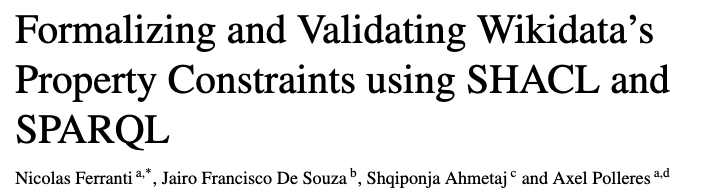 Formalizing and Validating Wikidata's
Property Constraints using SHACL and
SPARQL
Nicolas Ferranti a,*, Jairo Francisco De Souza b, Shqiponja Ahmetaj c and Axel Polleres a,d